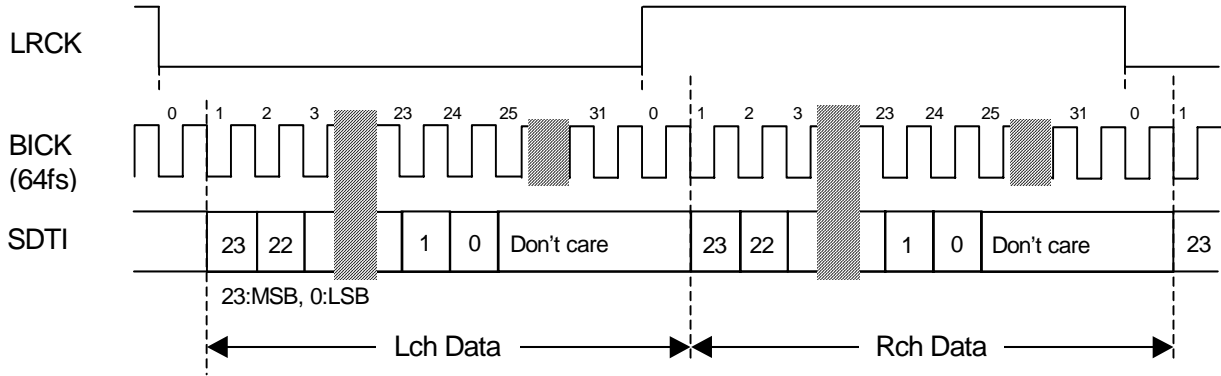 LRCK
0 1 2 3 23 24 25 31 0 1 2 3 23 24 25 31 0 1
BICK
(64fs)
SDTI 23 22 1 0 Don't care 23 22 1 0 Don't care 23
23:MSB, 0:LSB
Lch Data Rch Data